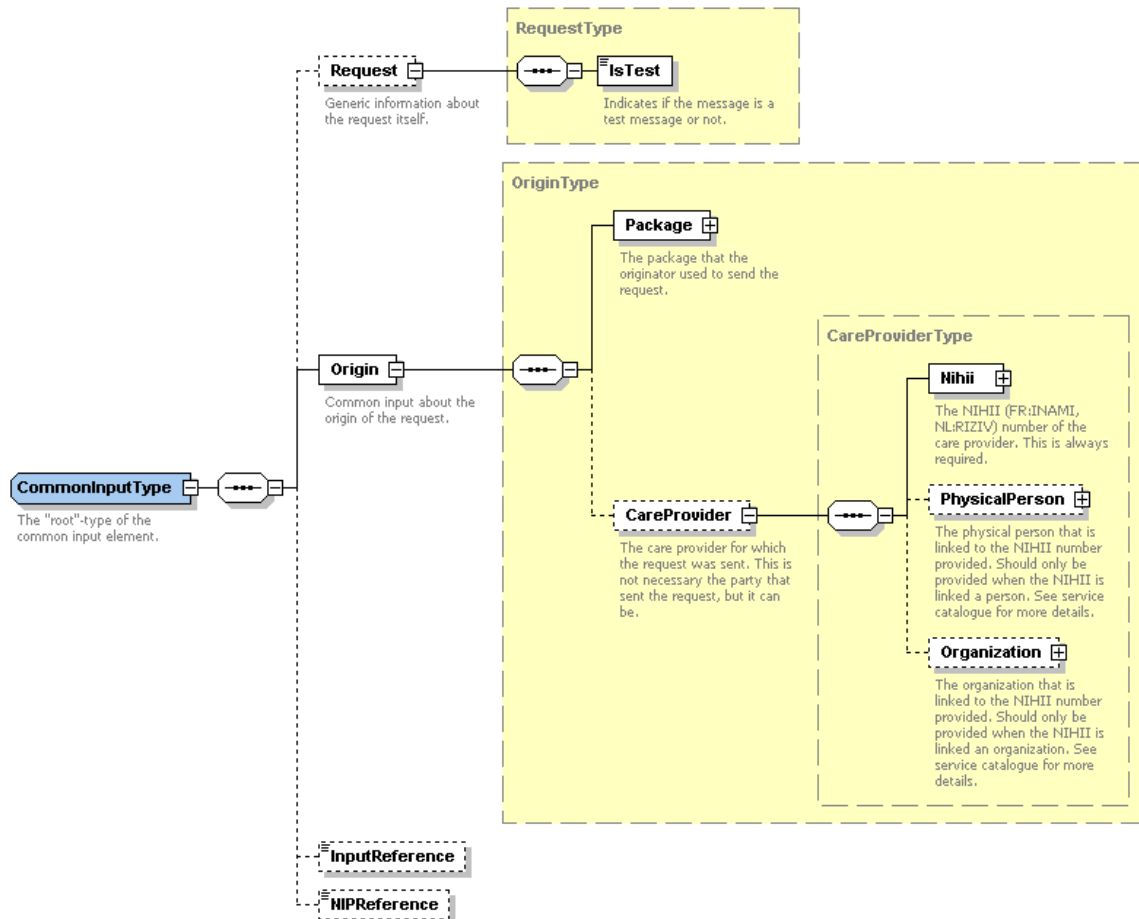 RequestType
Request
IsTest
Generic information about
the request itself.
Indicates if the message is a
test message or not.
OriginType
Package
The package that the
originator used to send the
request.
CareProviderType
Origin
Nihii
Common input about the
origin of the request.
The NIHII (FR:INAMI,
NL:RIZIV) number of the
care provider. This is always
required.
CommonInputType
The "root"-type of the
common input element.
CareProvider
The care provider for which
the request was sent. This is
not necessary the party that
sent the request, but it can
be.
PhysicalPerson
The physical person that is
linked to the NIHII number
provided. Should only be
provided when the NIHII is
linked a person. See service
catalogue for more details.
Organization
The organization that is
linked to the NIHII number
provided. Should only be
provided when the NIHII is
linked an organization. See
service catalogue for more
details.
InputReference
NIPReference